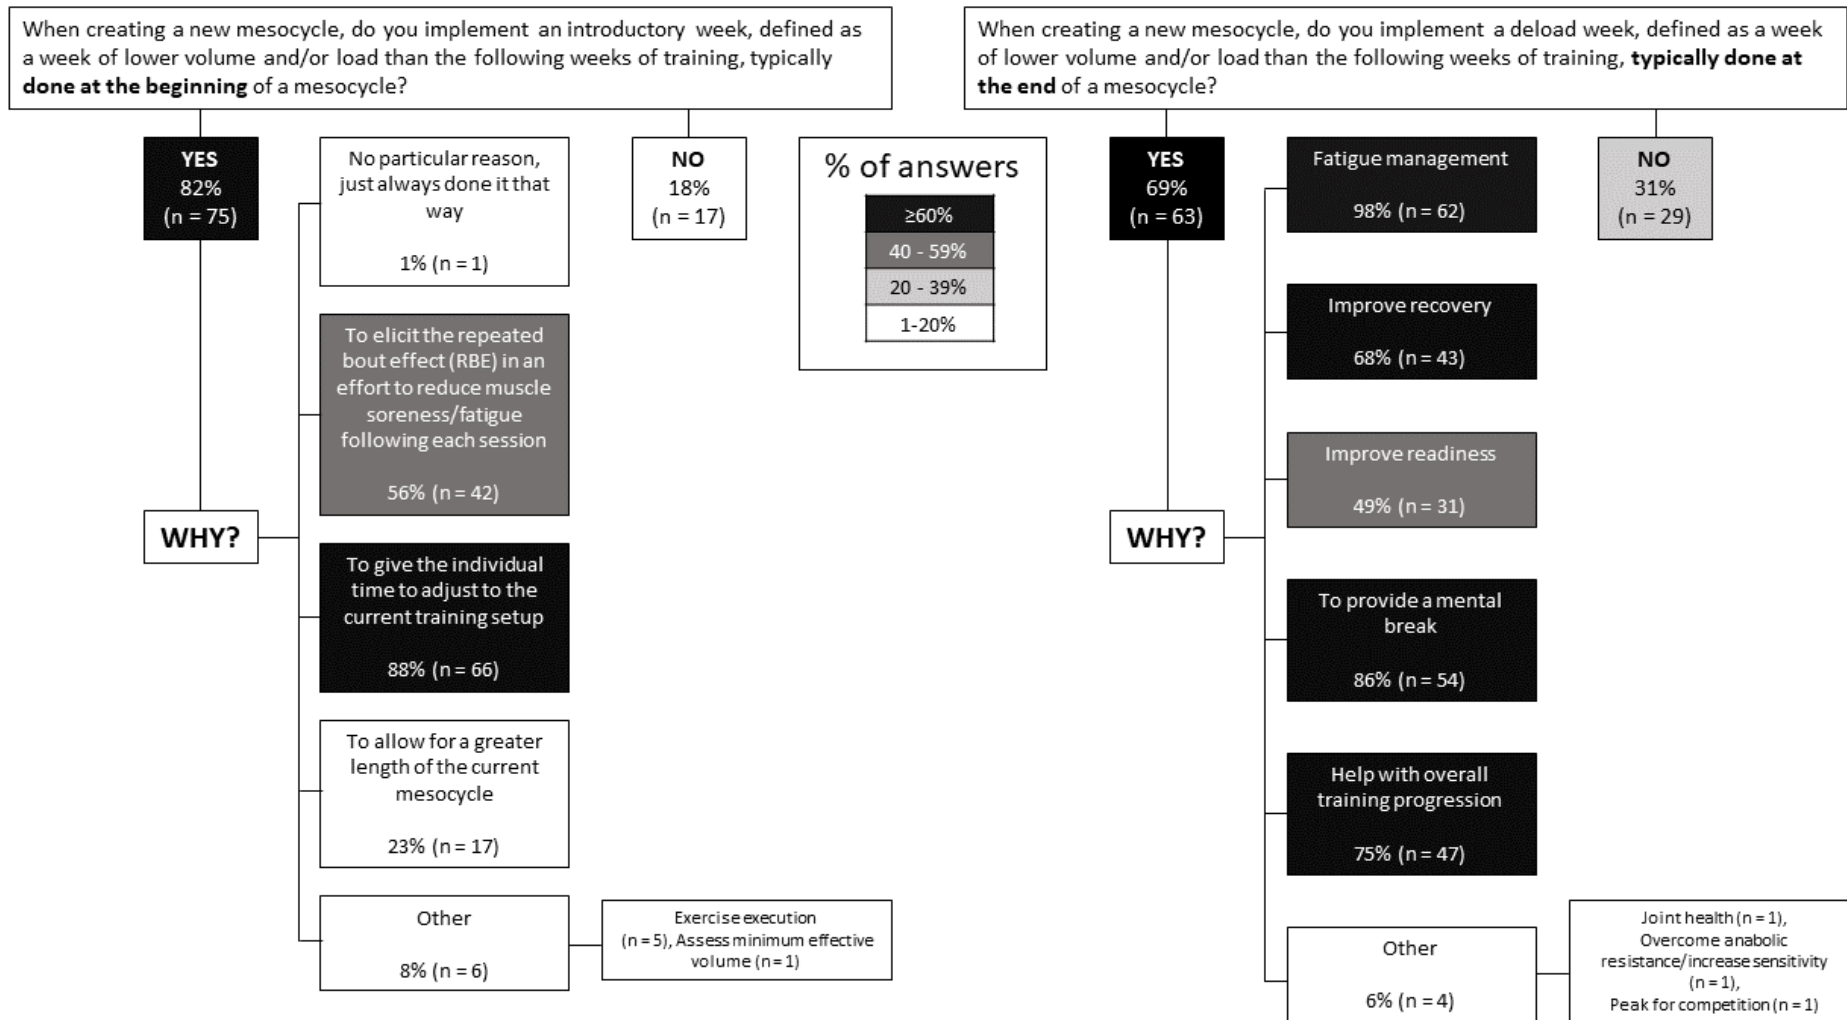 When creating a new mesocycle, do you implement an introductory week, defined as
a week of lower volume and/or load than the following weeks of training, typically
done at the beginning of a mesocycle?
YES
82%
(n = 75)
NO
18%
(n = 17)
WHY?
No particular reason,
just always done it that
way
1% (n = 1)
To elicit the repeated
bout effect (RBE) in an
effort to reduce muscle
soreness/fatigue
following each session
56% (n = 42)
To give the individual
time to adjust to the
current training setup
88% (n = 66)
To allow for a greater
length of the current
mesocycle
23% (n = 17)
Other
8% (n = 6)
Exercise execution
(n = 5), Assess minimum effective
volume (n = 1)
% of answers
≥60%
40 - 59%
20 - 39%
1-20%
When creating a new mesocycle, do you implement a deload week, defined as a week
of lower volume and/or load than the following weeks of training, typically done at
the end of a mesocycle?
YES
69%
(n = 63)
NO
31%
(n = 29)
WHY?
Fatigue management
98% (n = 62)
Improve recovery
68% (n = 43)
Improve readiness
49% (n = 31)
To provide a mental
break
86% (n = 54)
Help with overall
training progression
75% (n = 47)
Other
6% (n = 4)
Joint health (n = 1),
Overcome anabolic
resistance/increase sensitivity
(n = 1),
Peak for competition (n = 1)